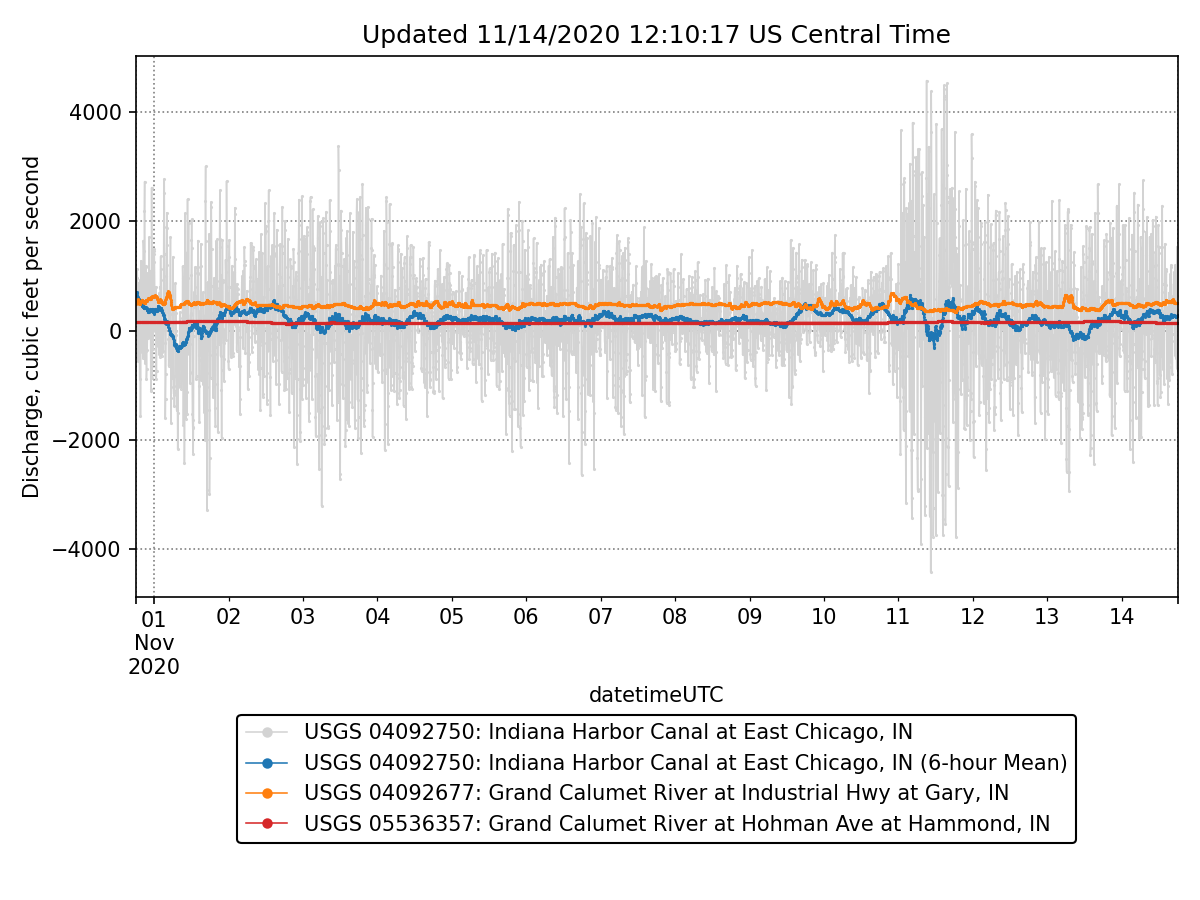 Updated 11/14/2020 12:10:17 US Central Time
Discharge, cubic feet per second
4000
2000
0
−2000
−4000
01 02 03 04 05 06 07 08 09 10 11 12 13 14
Nov
2020
datetimeUTC
USGS 04092750: Indiana Harbor Canal at East Chicago, IN
USGS 04092750: Indiana Harbor Canal at East Chicago, IN (6-hour Mean)
USGS 04092677: Grand Calumet River at Industrial Hwy at Gary, IN
USGS 05536357: Grand Calumet River at Hohman Ave at Hammond, IN